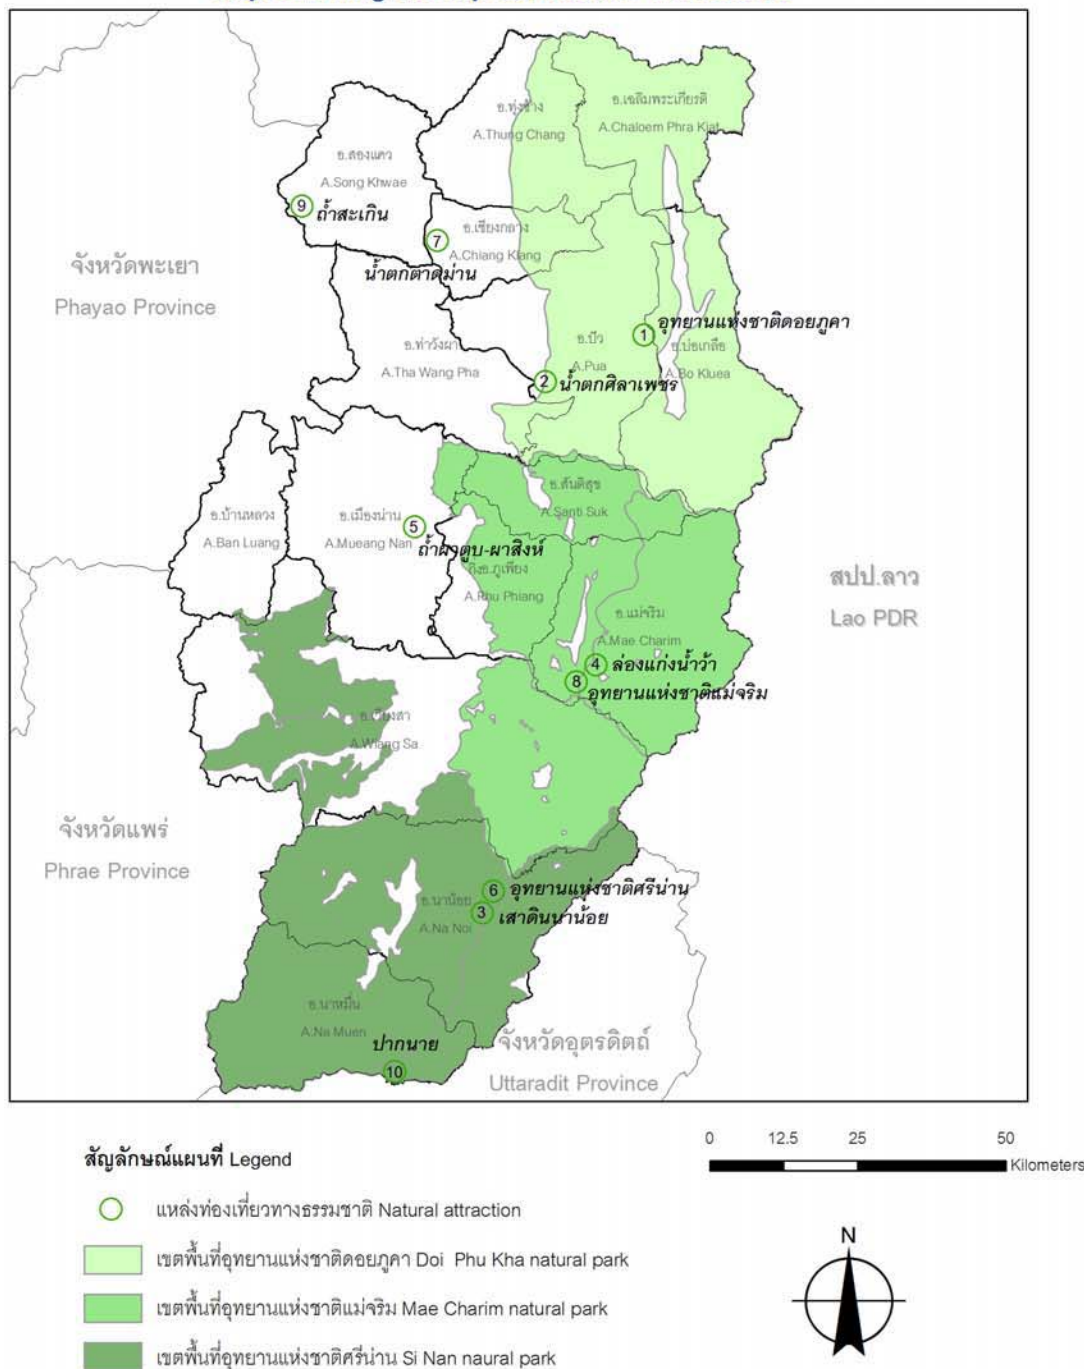 อ.ทุ่งช้าง
A.Thung Chang
อ.เฉลิมพระเกียรติ
A.Chaloem Phra Kiat
อ.สองแคว
A.Song Khwae
9 ถ้ำสะเกิน
อ.เชียงกลาง
7
A.Chiang Klang
น้ำตกตาดม่าน
จังหวัดพะเยา
Phayao Province
1 อุทยานแห่งชาติดอยภูคา
อ.ท่าวังผา
A.Tha Wang Pha
อ.ปัว
A.Pua
อ.บ่อเกลือ
A.Bo Kluea
2 น้ำตกศิลาเพชร
อ.บ้านหลวง
A.Ban Luang
อ.เมืองน่าน
A.Mueang Nan
5 ถ้ำผาตูบ-ผาสิงห์
อ.สันติสุข
A.Santi Suk
กิ่งอ.ภูเพียง
A.Phu Phiang
สปป.ลาว
Lao PDR
อ.แม่จริม
A.Mae Charim
4 ล่องแก่งน้ำว้า
8 อุทยานแห่งชาติแม่จริม
อ.เวียงสา
A.Wiang Sa
จังหวัดแพร่
Phrae Province
6 อุทยานแห่งชาติศรีน่าน
อ.นาน้อย
A.Na Noi
3 เสาดินนาน้อย
อ.นาหมื่น
A.Na Muen
ปากนาย
10
จังหวัดอุตรดิตถ์
Uttaradit Province
สัญลักษณ์แผนที่ Legend
0 12.5 25 50
Kilometers
แหล่งท่องเที่ยวทางธรรมชาติ Natural attraction
เขตพื้นที่อุทยานแห่งชาติดอยภูคา Doi Phu Kha natural park
เขตพื้นที่อุทยานแห่งชาติแม่จริม Mae Charim natural park
เขตพื้นที่อุทยานแห่งชาติศรีน่าน Si Nan naural park
N